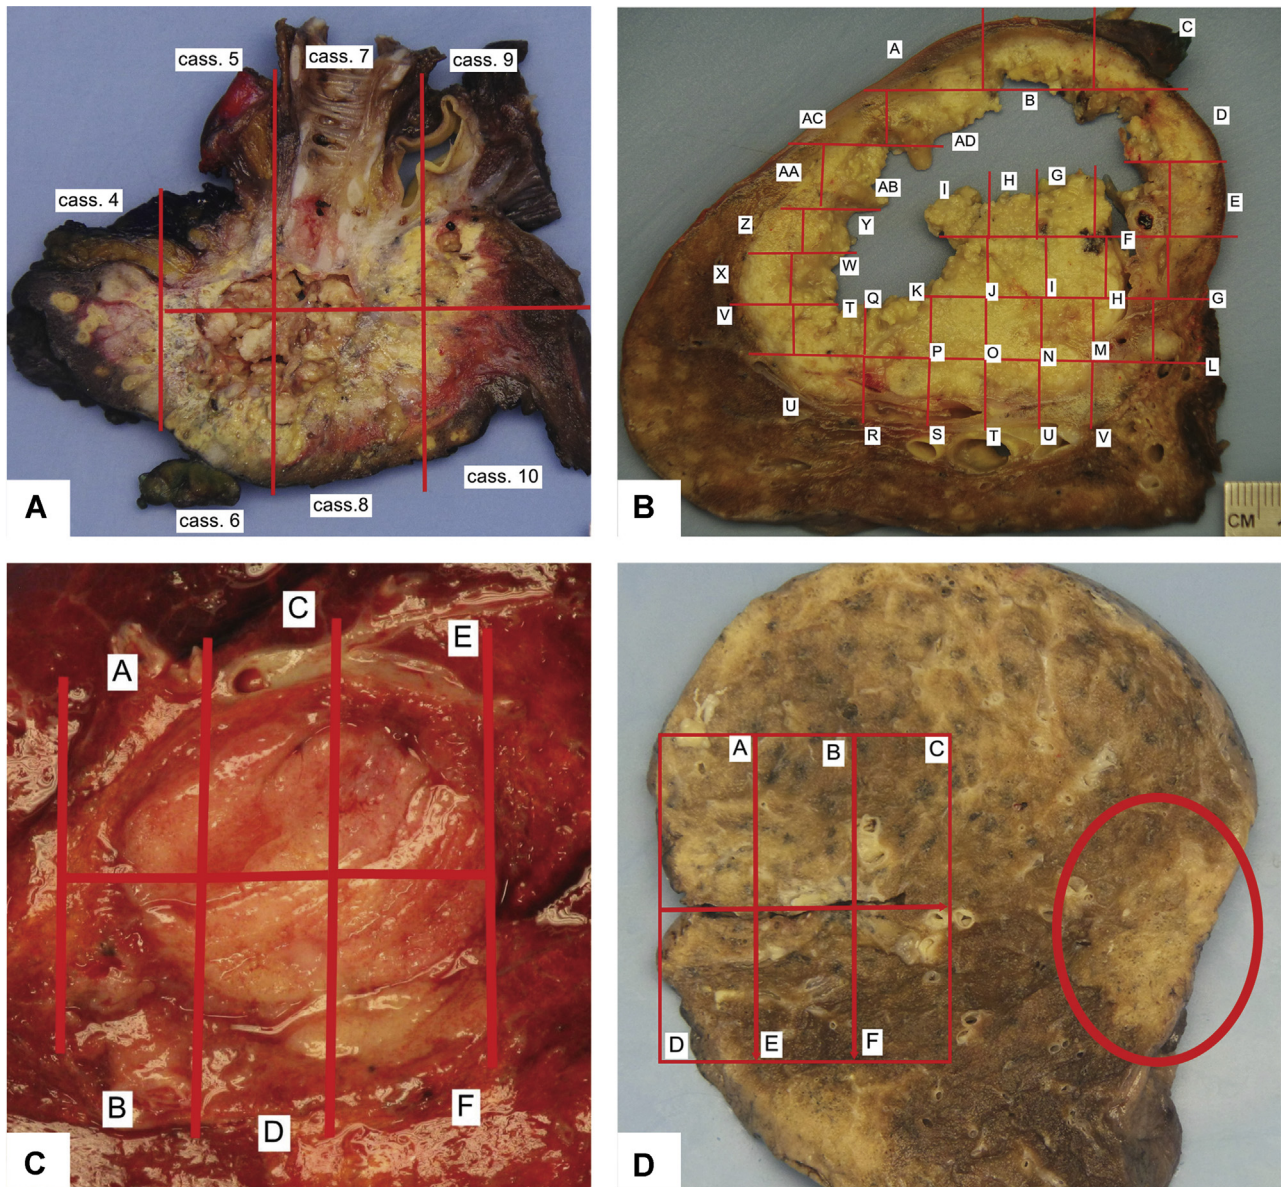 cass. 5
cass. 7
cass. 9
cass. 4
cass. 10
cass.8
cass. 6
A
A
C
B
D
AC
AD
AA
AB
I
H
G
E
Z
Y
F
X
W
K
J
I
H
G
V
T
Q
P
O
N
M
L
U
R
S
T
U
V
B
CM
A
C
E
B
D
F
C
A
B
C
D
E
F
D